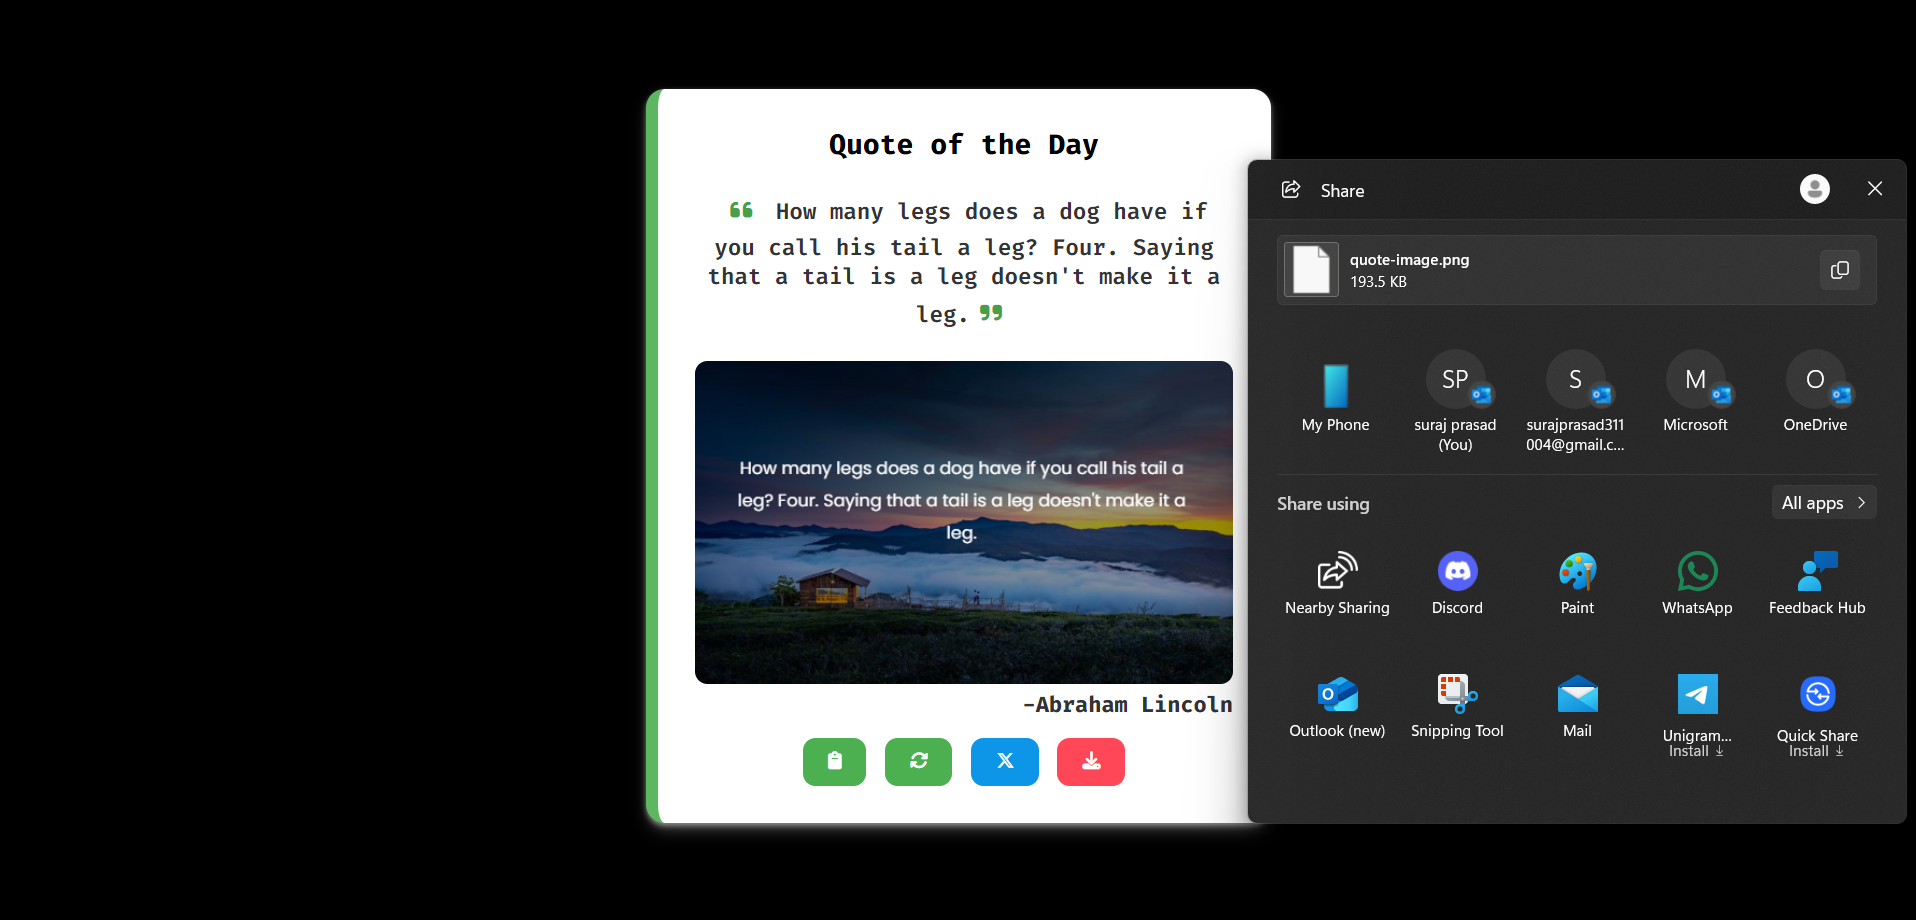 Quote of the Day
How many legs does a dog have if
you call his tail a leg? Four. Saying
that a tail is a leg doesn't make it a
leg.
How many legs does a dog have if you call his tail a
leg? Four. Saying that a tail is a leg doesn't make it a
leg.
-Abraham Lincoln
Share
quote-image.png
193.5 KB
My Phone
SP
suraj prasad
(You)
S
surajprasad311
004@gmail.c...
M
Microsoft
O
OneDrive
Share using
All apps
Nearby Sharing
Discord
Paint
WhatsApp
Feedback Hub
Outlook (new)
Snipping Tool
Mail
Unigram...
Install
Quick Share
Install